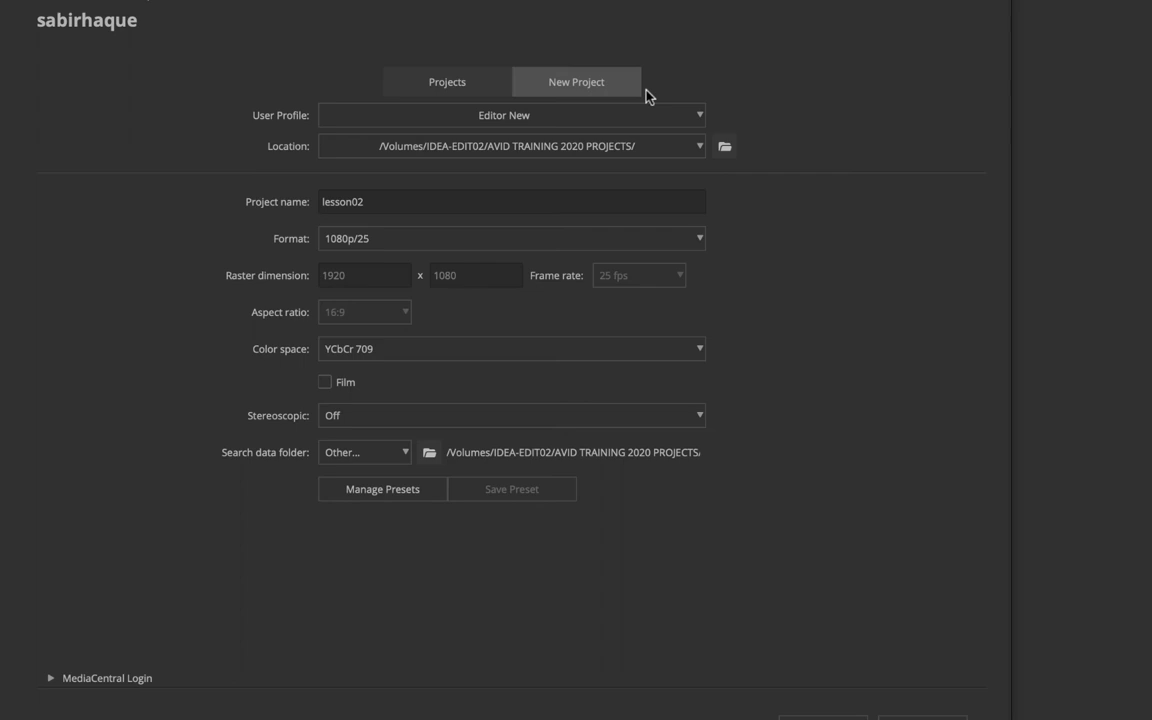 sabirhaque
Projects New Project
User Profile: Editor New
Location: /Volumes/IDEA-EDIT02/AVID TRAINING 2020 PROJECTS/
Project name: lesson02
Format: 1080p/25
Raster dimension: 1920 x 1080 Frame rate: 25 fps
Aspect ratio: 16:9
Color space: YCbCr 709
Film
Stereoscopic: Off
Search data folder: Other... /Volumes/IDEA-EDIT02/AVID TRAINING 2020 PROJECTS/
Manage Presets Save Preset
MediaCentral Login